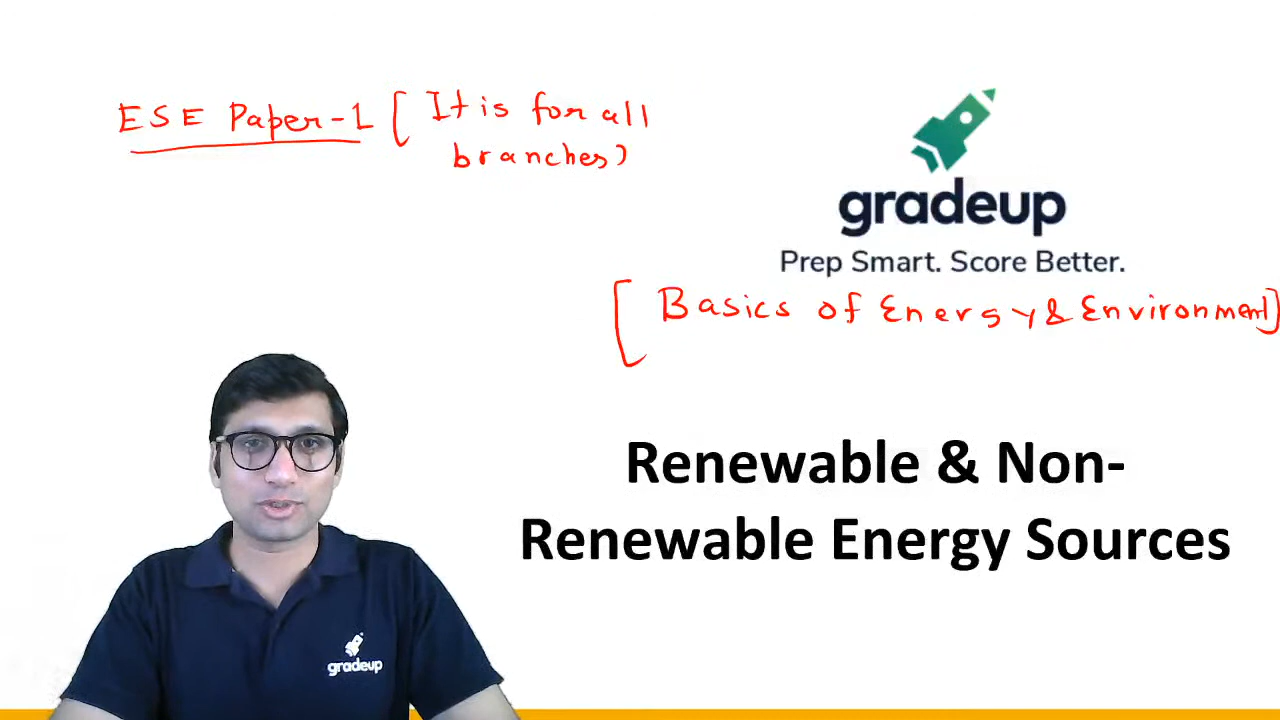 ESE Paper-1 [ It is for all
branches)
gradeup
Prep Smart. Score Better.
[ Basics of Energy & Environment]
Renewable & Non-
Renewable Energy Sources
gradeup